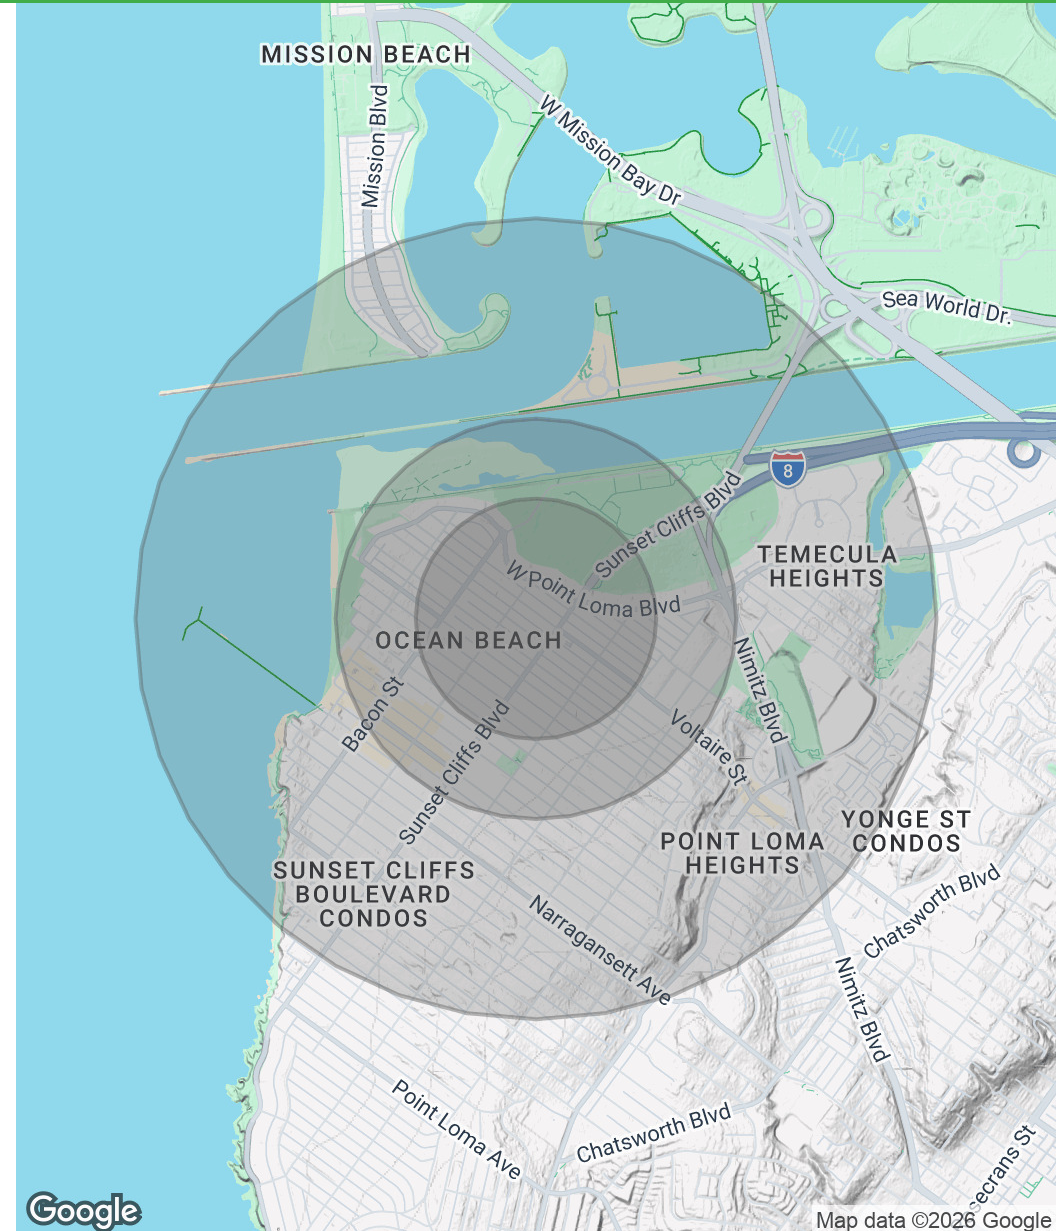 MISSION BEACH
Mission Blvd
W Mission Bay Dr
Sea World Dr.
8
Sunset Cliffs Blvd
TEMECULA
HEIGHTS
W Point Loma Blvd
OCEAN BEACH
Nimitz Blvd
Bacon St
Sunset Cliffs Blvd
Voltaire St
YONGE ST
CONDOS
POINT LOMA
HEIGHTS
SUNSET CLIFFS
BOULEVARD
CONDOS
Chatsworth Blvd
Narragansett Ave
Nimitz Blvd
Point Loma Ave
Chatsworth Blvd
secrans St
Google
Map data ©2026 Google